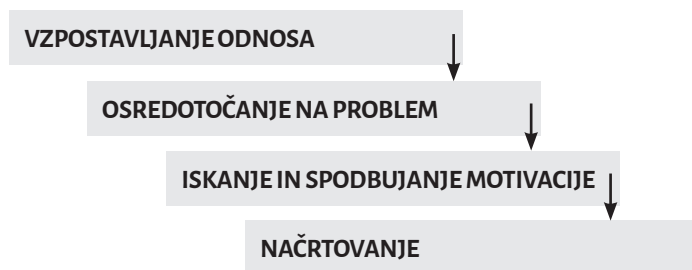 VZPOSTAVLJANJE ODNOSA
OSREDOTOČANJE NA PROBLEM
ISKANJE IN SPODBUJANJE MOTIVACIJE
NAČRTOVANJE